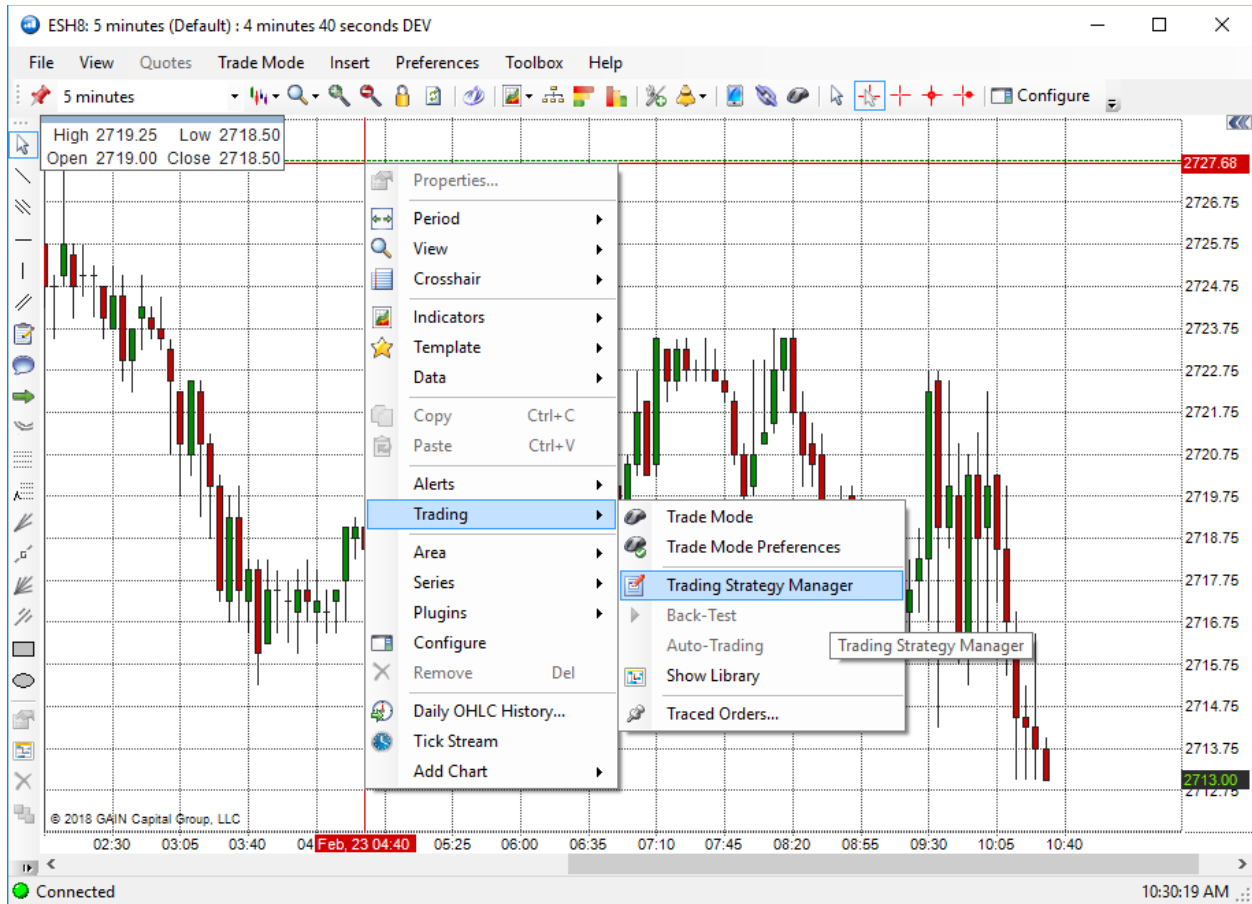 ESH8: 5 minutes (Default) : 4 minutes 40 seconds DEV
File View Quotes Trade Mode Insert Preferences Toolbox Help
5 minutes
Configure
High 2719.25 Low 2718.50
Open 2719.00 Close 2718.50
2727.68
2726.75
2725.75
2724.75
2723.75
2722.75
2721.75
2720.75
2719.75
2718.75
2717.75
2716.75
2715.75
2714.75
2713.75
2713.00
2712.75
Properties...
Period
View
Crosshair
Indicators
Template
Data
Copy Ctrl+C
Paste Ctrl+V
Alerts
Trading
Area
Series
Plugins
Configure
Remove Del
Daily OHLC History...
Tick Stream
Add Chart
Trade Mode
Trade Mode Preferences
Trading Strategy Manager
Back-Test
Auto-Trading
Trading Strategy Manager
Show Library
Traced Orders...
© 2018 GAIN Capital Group, LLC
02:30 03:05 03:40 04 Feb, 23 04:40 05:25 06:00 06:35 07:10 07:45 08:20 08:55 09:30 10:05 10:40
Connected 10:30:19 AM